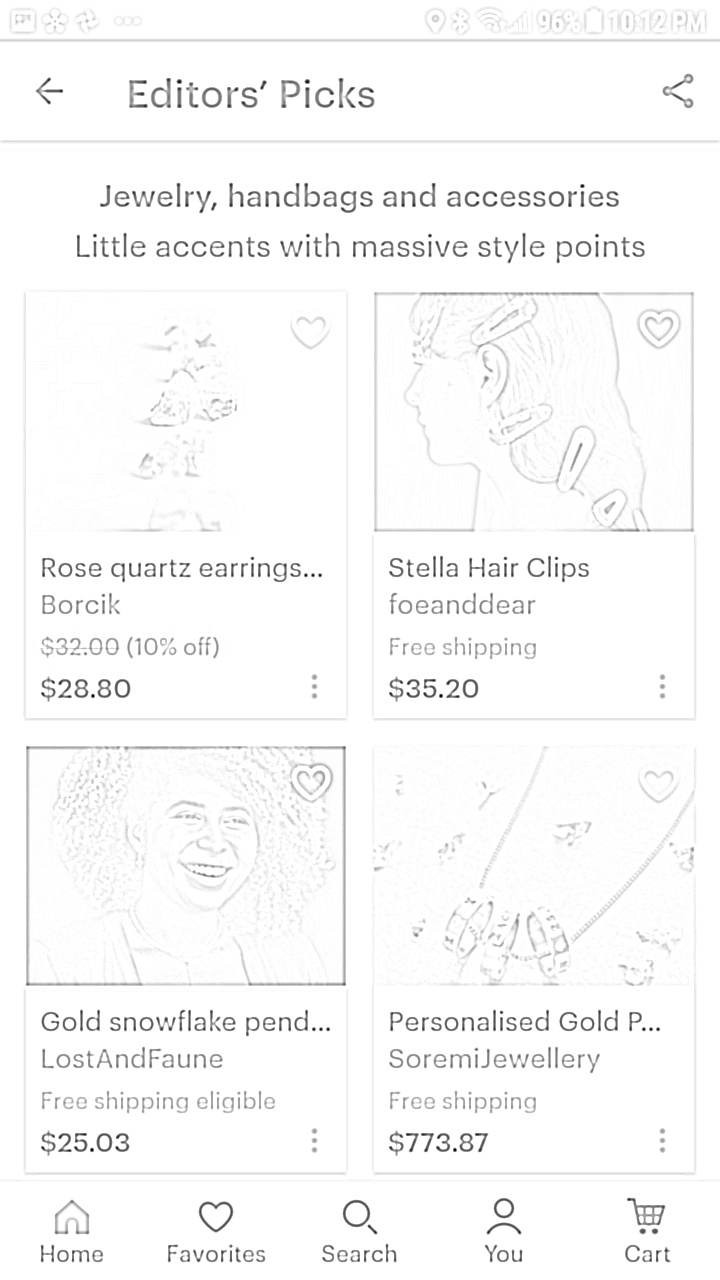 96% 10:12 PM
Editors’ Picks
Jewelry, handbags and accessories
Little accents with massive style points
Rose quartz earrings...
Borcik
$32.00 (10% off)
$28.80
Stella Hair Clips
foeanddear
Free shipping
$35.20
Gold snowflake pend...
LostAndFaune
Free shipping eligible
$25.03
Personalised Gold P...
SoremiJewellery
Free shipping
$773.87
Home Favorites Search You Cart